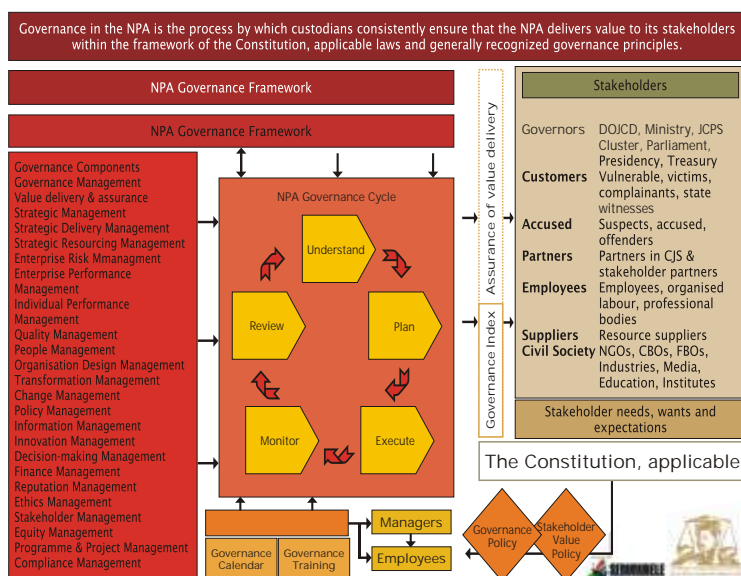 Governance in the NPA is the process by which custodians consistently ensure that the NPA delivers value to its stakeholders
within the framework of the Constitution, applicable laws and generally recognized governance principles.
NPA Governance Framework
NPA Governance Framework
Governance Components
Governance Management
Value delivery & assurance
Strategic Management
Strategic Delivery Management
Strategic Resourcing Management
Enterprise Risk Mmanagment
Enterprise Performance
Management
Individual Performance
Management
Quality Management
People Management
Organisation Design Management
Transformation Management
Change Management
Policy Management
Information Management
Innovation Management
Decision-making Management
Finance Management
Reputation Management
Ethics Management
Stakeholder Management
Equity Management
Programme & Project Management
Compliance Management
NPA Governance Cycle
Understand
Plan
Execute
Monitor
Review
Governance
Calendar
Governance
Training
Managers
Employees
Assurance of value delivery
Governance Index
Stakeholders
Governors DOJCD, Ministry, JCPS
Cluster, Parliament,
Presidency, Treasury
Customers Vulnerable, victims,
complainants, state
witnesses
Accused Suspects, accused,
offenders
Partners Partners in CJS &
stakeholder partners
Employees Employees, organised
labour, professional
bodies
Suppliers Resource suppliers
Civil Society NGOs, CBOs, FBOs,
Industries, Media,
Education, Institutes
Stakeholder needs, wants and
expectations
The Constitution, applicable
Governance
Policy
Stakeholder
Value
Policy